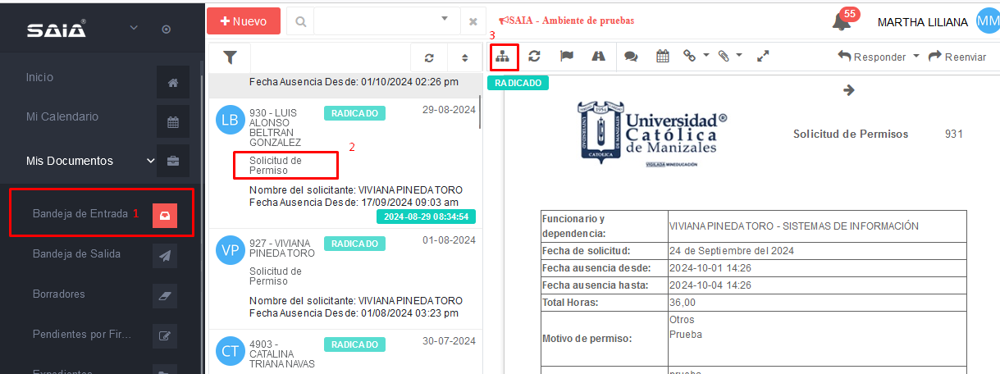 SAIA®
Inicio
Mi Calendario
Mis Documentos
Bandeja de Entrada 1
Bandeja de Salida
Borradores
Pendientes por Fir...
Expedientes
+ Nuevo
Fecha Ausencia Desde: 01/10/2024 02:26 pm
LB
930 - LUIS
ALONSO
BELTRAN
GONZALEZ
RADICADO
29-08-2024
2
Solicitud de
Permiso
Nombre del solicitante: VIVIANA PINEDA TORO
Fecha Ausencia Desde: 17/09/2024 09:03 am
2024-08-29 08:34:54
VP
927 - VIVIANA
PINEDA TORO
RADICADO
01-08-2024
Solicitud de
Permiso
Nombre del solicitante: VIVIANA PINEDA TORO
Fecha Ausencia Desde: 01/08/2024 03:23 pm
CT
4903 -
CATALINA
TRIANA NAVAS
RADICADO
30-07-2024
SAIA - Ambiente de pruebas
55
MARTHA LILIANA
MM
3
Responder
Reenviar
RADICADO
1954
UNIVERSIDAD
CATOLICA
DE MANIZALES
Universidad®
Católica
de Manizales
VIGILADA MINEDUCACIÓN
Solicitud de Permisos
931
Funcionario y
dependencia:
VIVIANA PINEDA TORO - SISTEMAS DE INFORMACIÓN
Fecha de solicitud:
24 de Septiembre del 2024
Fecha ausencia desde:
2024-10-01 14:26
Fecha ausencia hasta:
2024-10-04 14:26
Total Horas:
36,00
Motivo de permiso:
Otros
Prueba
prueba